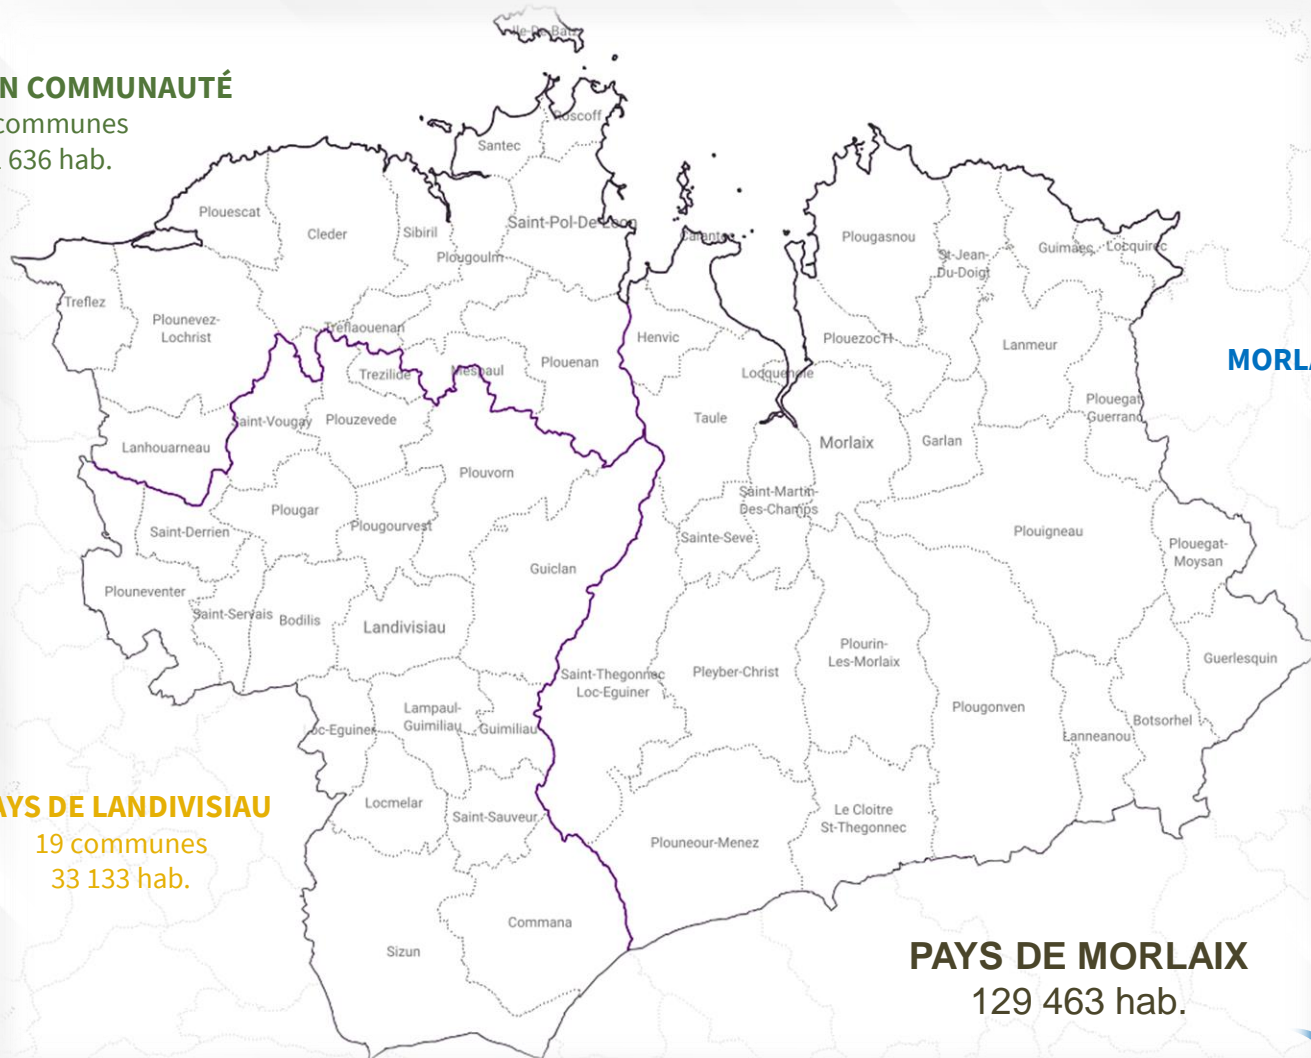 Ile-De-Batz
N COMMUNAUTÉ
communes
636 hab.
Roscoff
Santec
Plouescat
Cleder
Sibiril
Saint-Pol-De-Leon
Plougoulm
Carantec
Plougasnou
St-Jean-
Du-Doigt
Guimaec
Locquirec
Treflez
Plounevez-
Lochrist
Treflaouenan
Henvic
Plouezoc'H
Lanmeur
MORLA
Plouenan
Mespaul
Trezilide
Locquenole
Plouegat
Guerrand
Saint-Vougay
Plouzevede
Taule
Morlaix
Garlan
Lanhouarneau
Plouvorn
Saint-Martin-
Des-Champs
Plougar
Plougourvest
Saint-Derrien
Sainte-Seve
Plouigneau
Plouegat-
Moysan
Guiclan
Plouneventer
Saint-Servais
Bodilis
Landivisiau
Plourin-
Les-Morlaix
Guerlesquin
Saint-Thegonnec
Loc-Eguiner
Pleyber-Christ
Plougonven
Lampaul-
Guimiliau
Guimiliau
Loc-Eguiner
Botsorhel
Lanneanou
Locmelar
Saint-Sauveur
Le Cloitre
St-Thegonnec
AYS DE LANDIVISIAU
19 communes
33 133 hab.
Plouneour-Menez
Commana
Sizun
PAYS DE MORLAIX
129 463 hab.